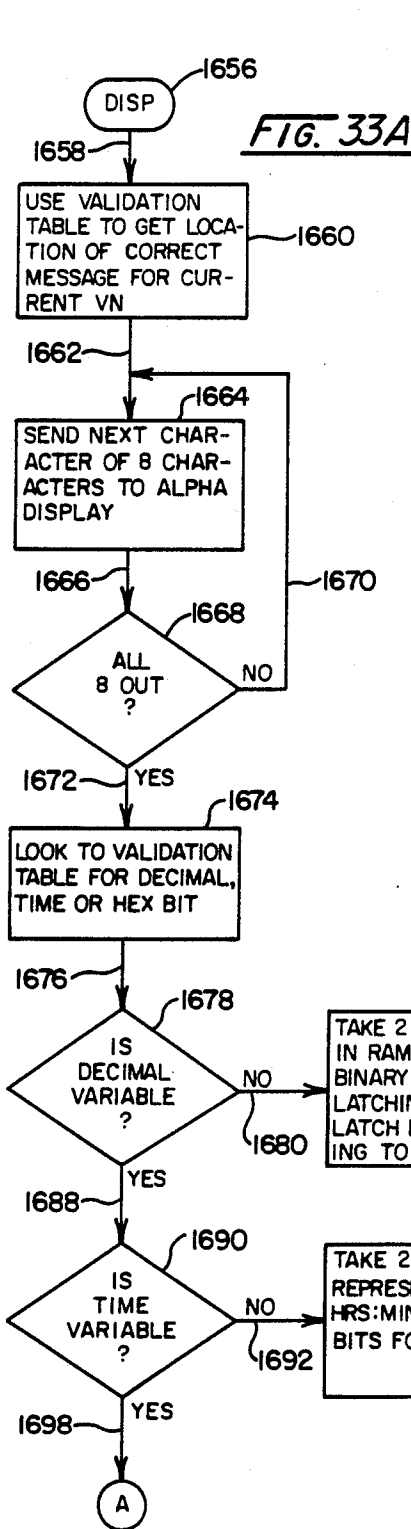 1656
DISP
FIG. 33A
1658
USE VALIDATION
TABLE TO GET LOCA-
TION OF CORRECT
MESSAGE FOR CUR-
RENT VN
1660
1662
1664
SEND NEXT CHAR-
ACTER OF 8 CHAR-
ACTERS TO ALPHA
DISPLAY
1666
1670
1668
ALL
8 OUT
?
NO
1672
YES
1674
LOOK TO VALIDATION
TABLE FOR DECIMAL,
TIME OR HEX BIT
1676
1678
IS
DECIMAL
VARIABLE
?
NO
1680
TAKE 2
IN RAM
BINARY
LATCHIN
LATCH
ING TO
1688
YES
1690
IS
TIME
VARIABLE
?
NO
1692
TAKE 2
REPRES
HRS:MIN
BITS FO
1698
YES
A